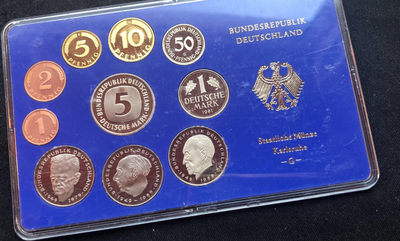 BUNDESREPUBLIK
DEUTSCHLAND
5
PFENNIG
10
PFENNIG
50
2
1
BUNDESREPUBLIK DEUTSCHLAND
5
DEUTSCHE MARK
1
DEUTSCHE
MARK
1981
Staatliche Münze
Karlsruhe
-G-